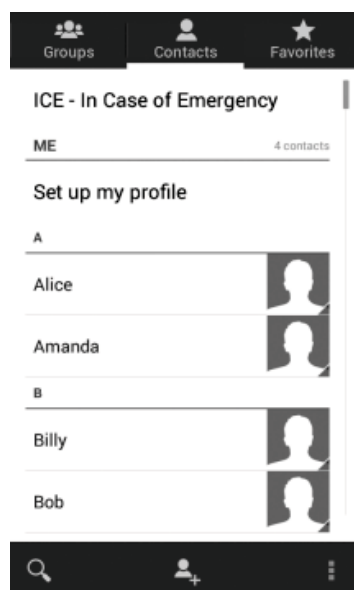 Groups Contacts Favorites
ICE - In Case of Emergency
ME 4 contacts
Set up my profile
A
Alice
Amanda
B
Billy
Bob